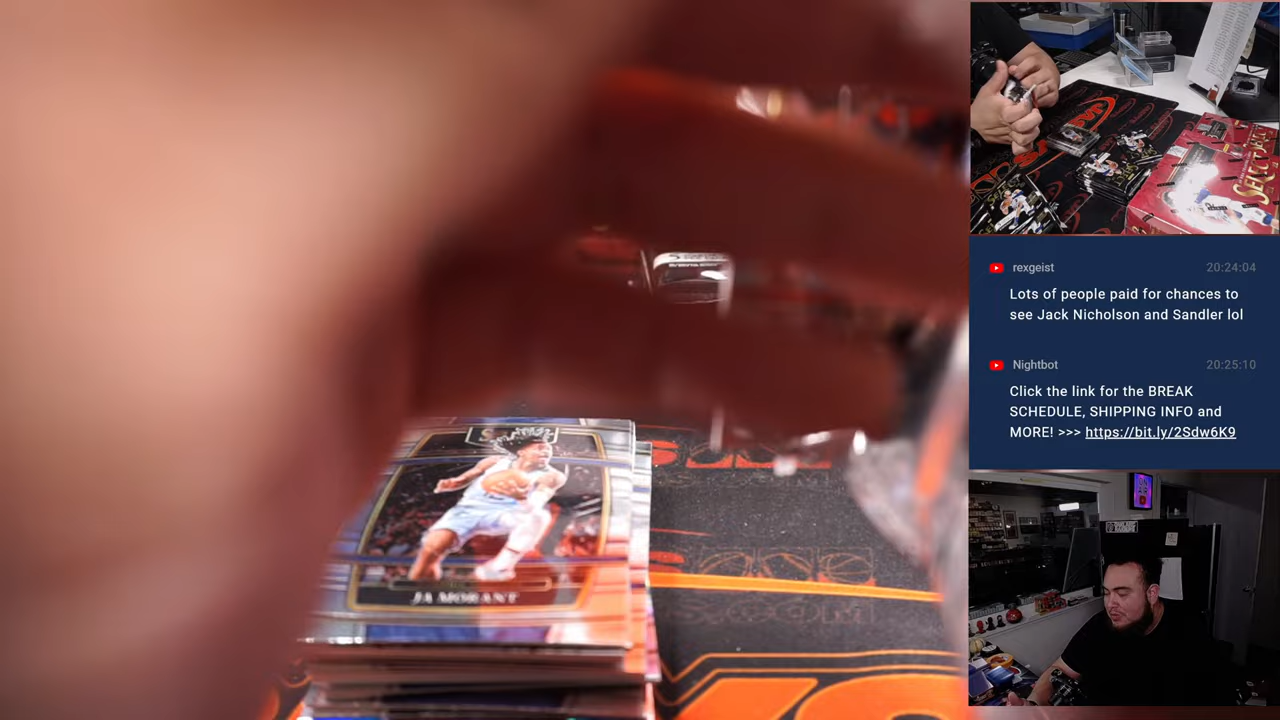 JA MORANT
SELECT
rexgeist
20:24:04
Lots of people paid for chances to
see Jack Nicholson and Sandler lol
Nightbot
20:25:10
Click the link for the BREAK
SCHEDULE, SHIPPING INFO and
MORE! >>> https://bit.ly/2Sdw6K9